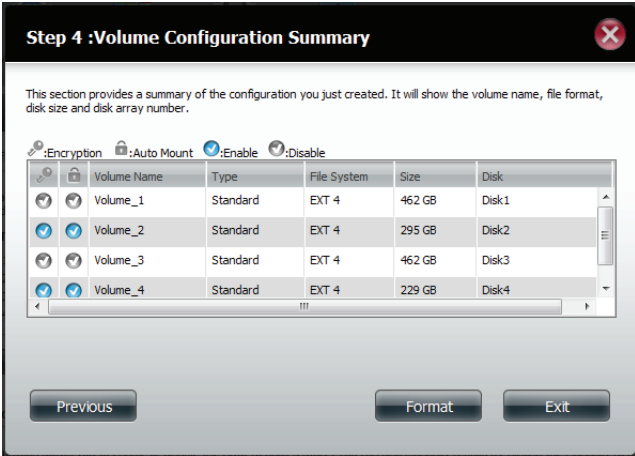 Step 4 :Volume Configuration Summary
This section provides a summary of the configuration you just created. It will show the volume name, file format,
disk size and disk array number.
:Encryption :Auto Mount :Enable :Disable
Volume Name Type File System Size Disk
Volume_1 Standard EXT 4 462 GB Disk1
Volume_2 Standard EXT 4 295 GB Disk2
Volume_3 Standard EXT 4 462 GB Disk3
Volume_4 Standard EXT 4 229 GB Disk4
Previous Format Exit